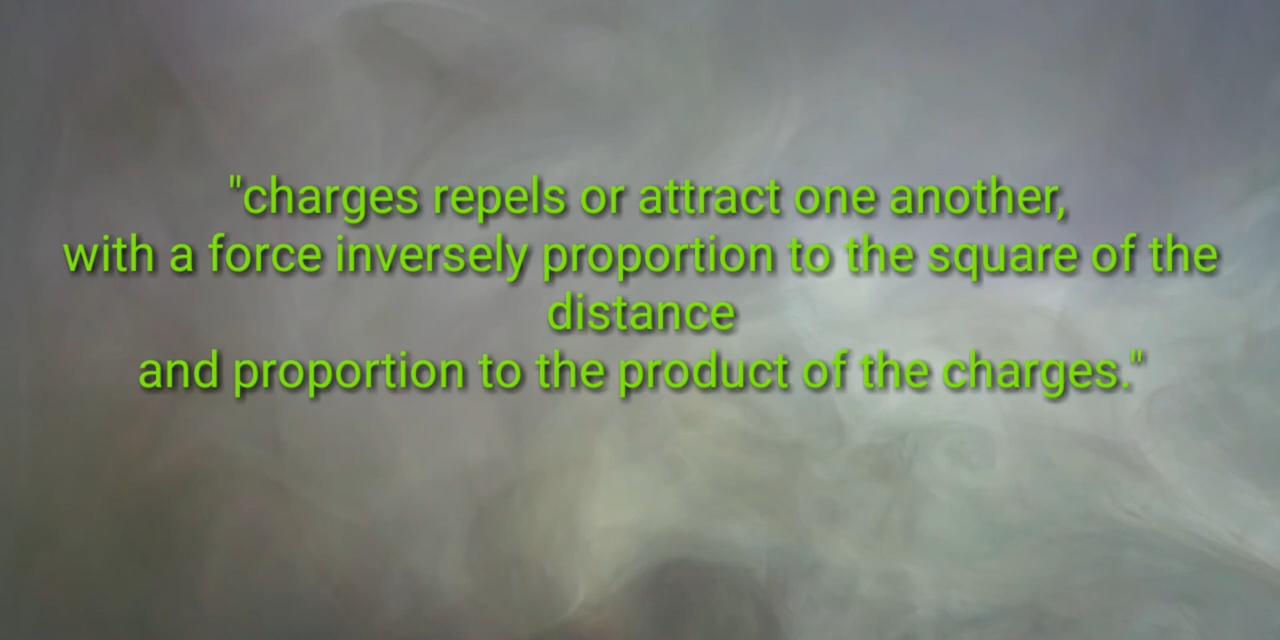 "charges repels or attract one another,
with a force inversely proportion to the square of the
distance
and proportion to the product of the charges."